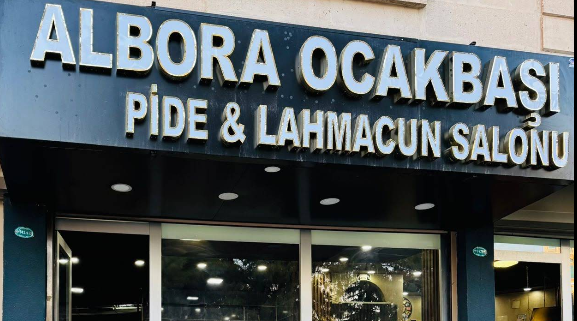 ALBORA OCAKBAŞI
PİDE & LAHMACUN SALONU